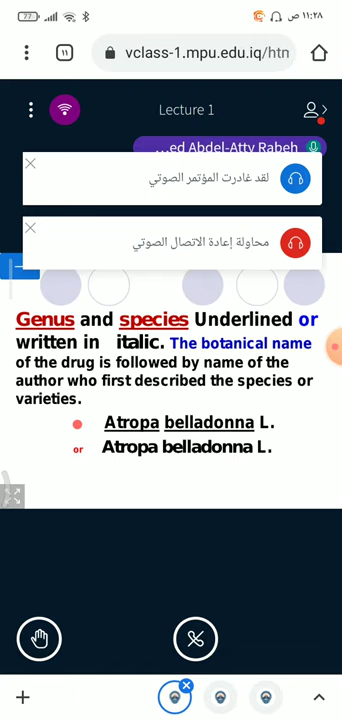 77
١١:٢٨ ص
١١
vclass-1.mpu.edu.iq/htn
Lecture 1
...ed Abdel-Atty Rabeh
لقد غادرت المؤتمر الصوتي
محاولة إعادة الاتصال الصوتي
Genus and species Underlined or
written in italic. The botanical name
of the drug is followed by name of the
author who first described the species or
varieties.
Atropa belladonna L.
or Atropa belladonna L.